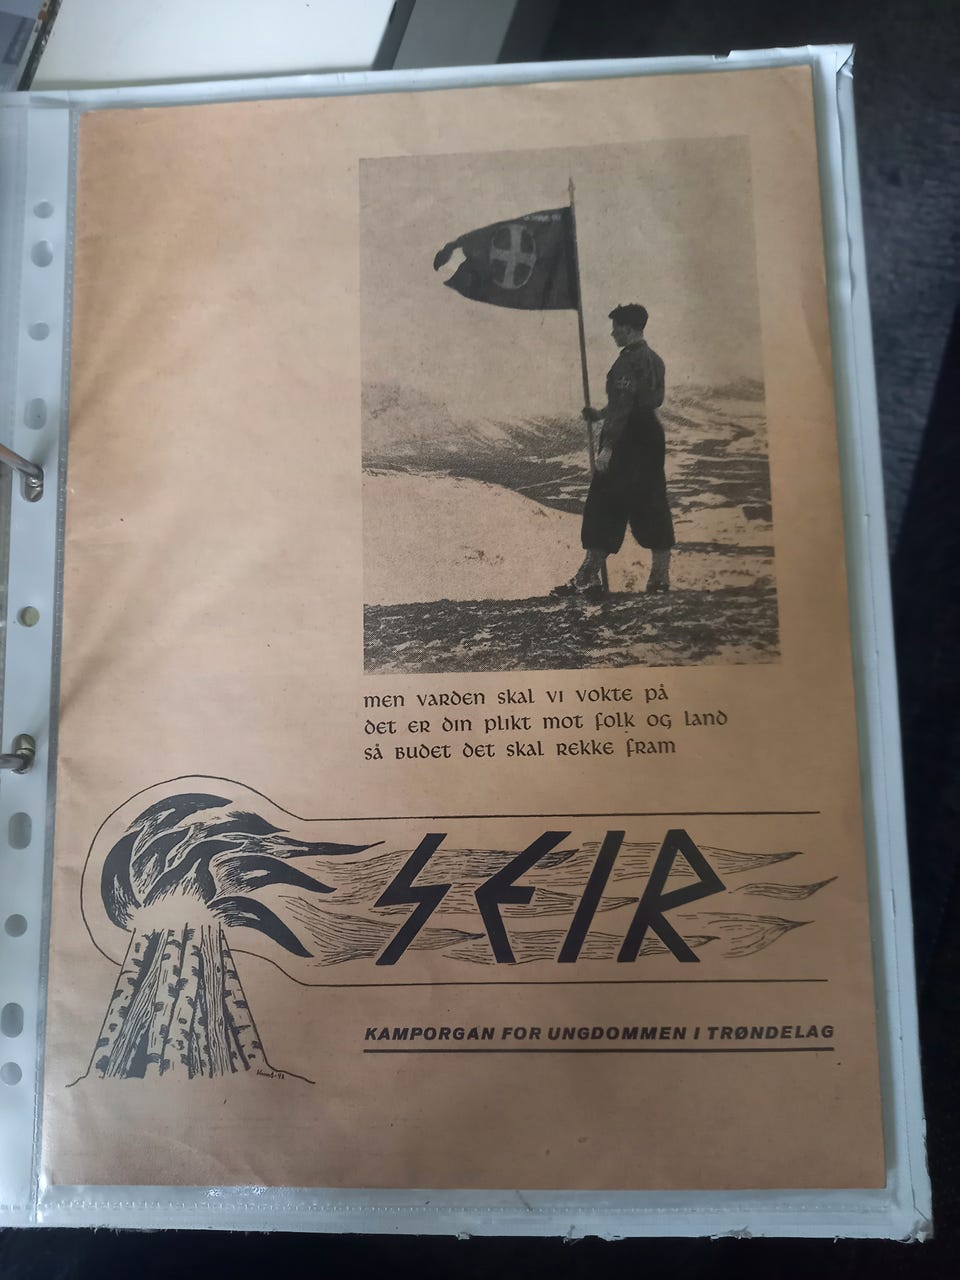 men varden skal vi vokte på
det er din plikt mot folk og land
så budet det skal rekke fram
SEIR
KAMPORGAN FOR UNGDOMMEN I TRØNDELAG